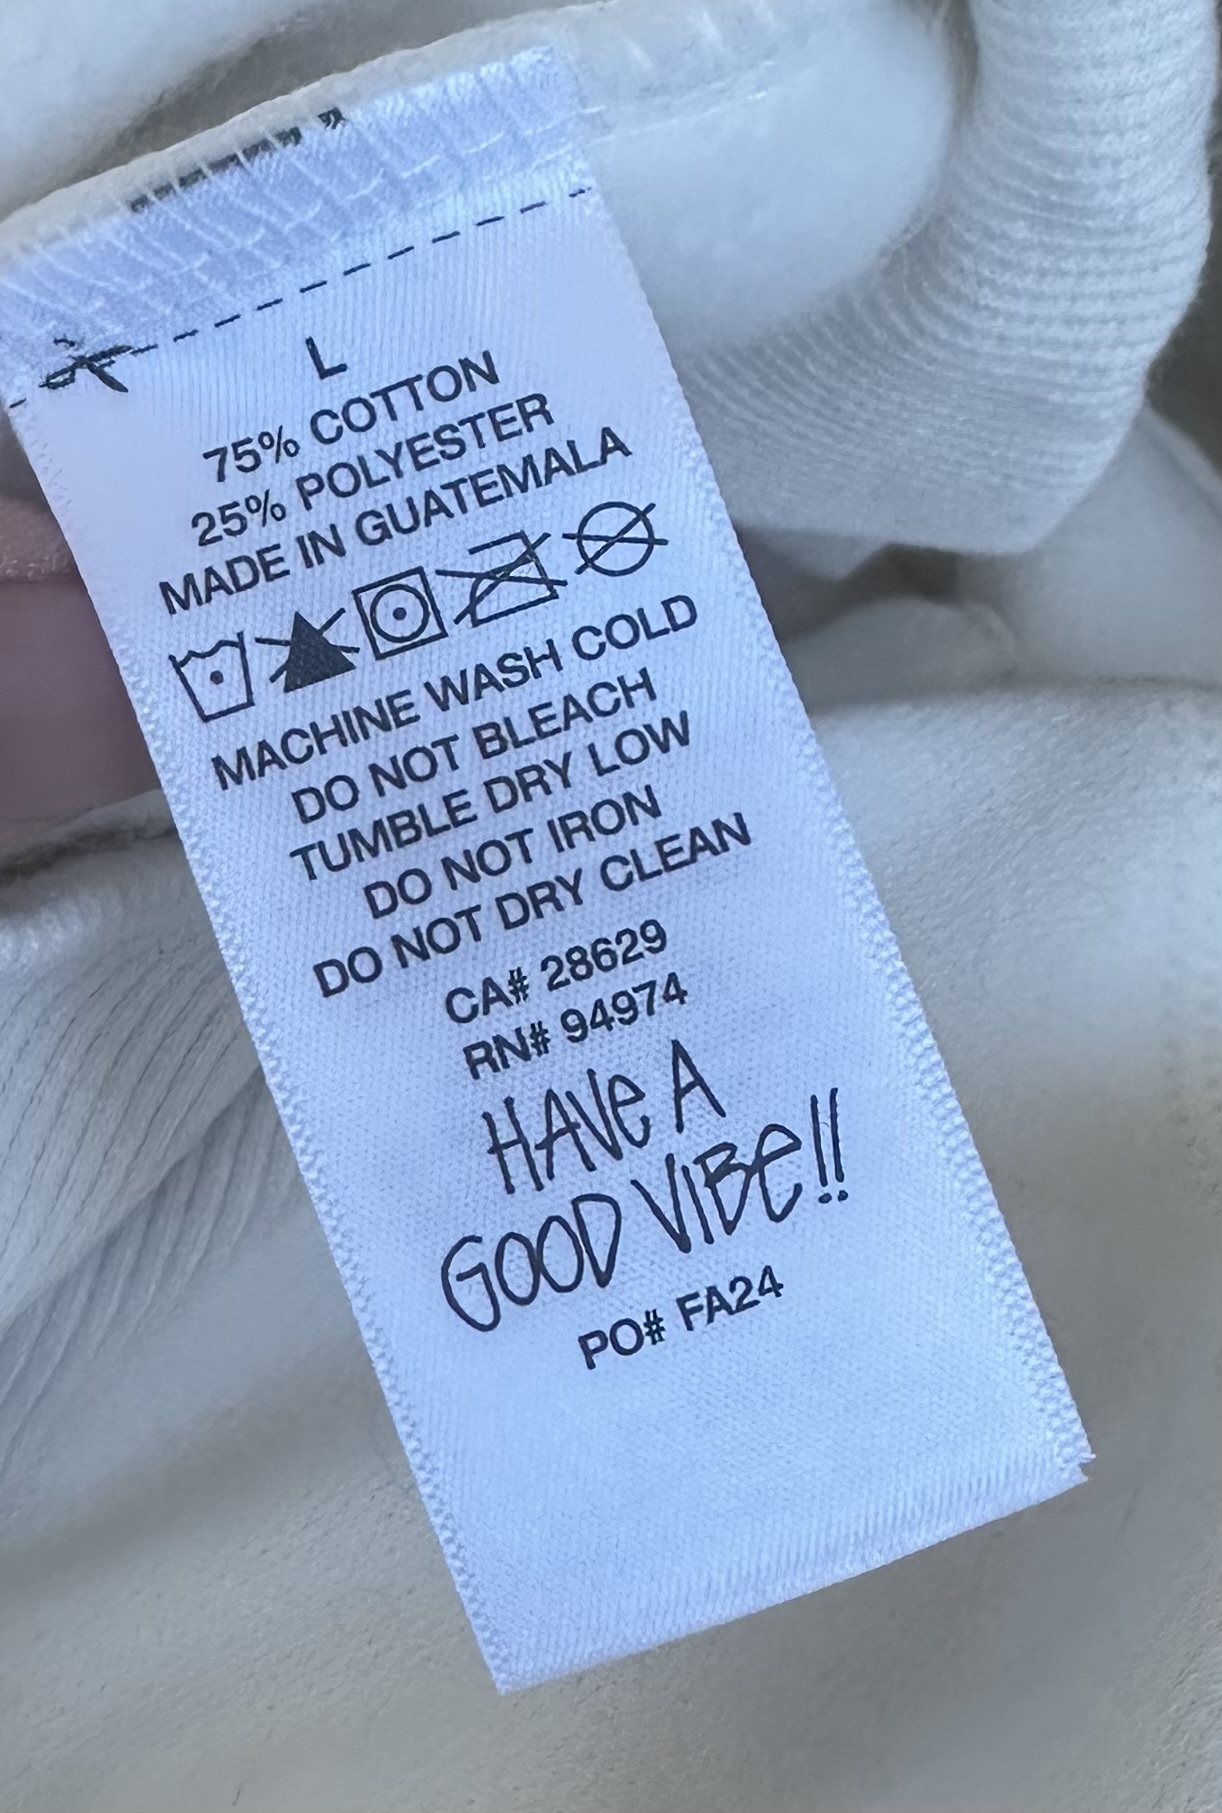 L
75% COTTON
25% POLYESTER
MADE IN GUATEMALA
MACHINE WASH COLD
DO NOT BLEACH
TUMBLE DRY LOW
DO NOT IRON
DO NOT DRY CLEAN
CA# 28629
RN# 94974
HAVe A
GOOD VIBe!!
PO# FA24